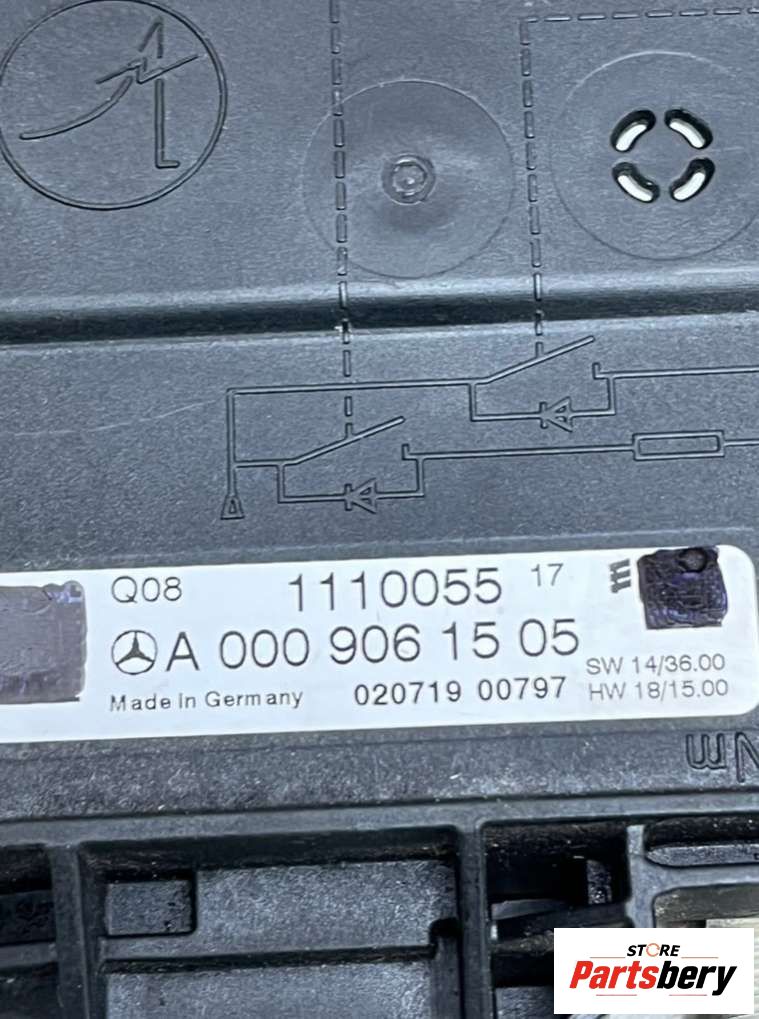 Q08 1110055 17 m
A 000 906 15 05
SW 14/36.00
Made In Germany 020719 00797 HW 18/15.00
Nm
STORE
Partsbery